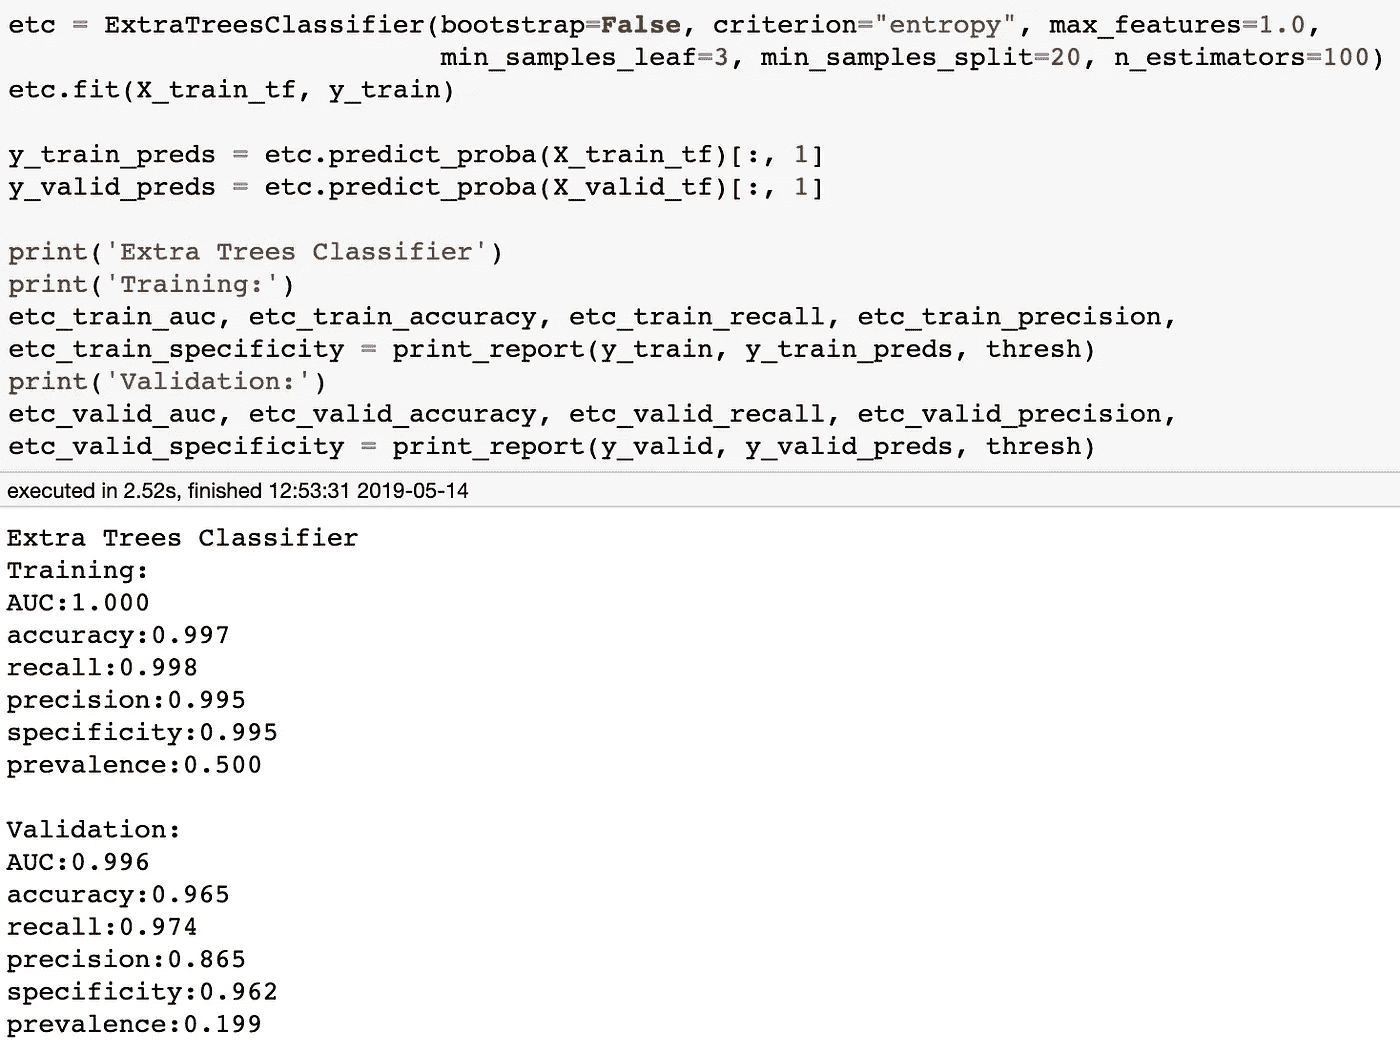 etc = ExtraTreesClassifier(bootstrap=False, criterion="entropy", max_features=1.0,
                           min_samples_leaf=3, min_samples_split=20, n_estimators=100)
etc.fit(X_train_tf, y_train)

y_train_preds = etc.predict_proba(X_train_tf)[:, 1]
y_valid_preds = etc.predict_proba(X_valid_tf)[:, 1]

print('Extra Trees Classifier')
print('Training:')
etc_train_auc, etc_train_accuracy, etc_train_recall, etc_train_precision,
etc_train_specificity = print_report(y_train, y_train_preds, thresh)
print('Validation:')
etc_valid_auc, etc_valid_accuracy, etc_valid_recall, etc_valid_precision,
etc_valid_specificity = print_report(y_valid, y_valid_preds, thresh)
executed in 2.52s, finished 12:53:31 2019-05-14
Extra Trees Classifier
Training:
AUC:1.000
accuracy:0.997
recall:0.998
precision:0.995
specificity:0.995
prevalence:0.500

Validation:
AUC:0.996
accuracy:0.965
recall:0.974
precision:0.865
specificity:0.962
prevalence:0.199